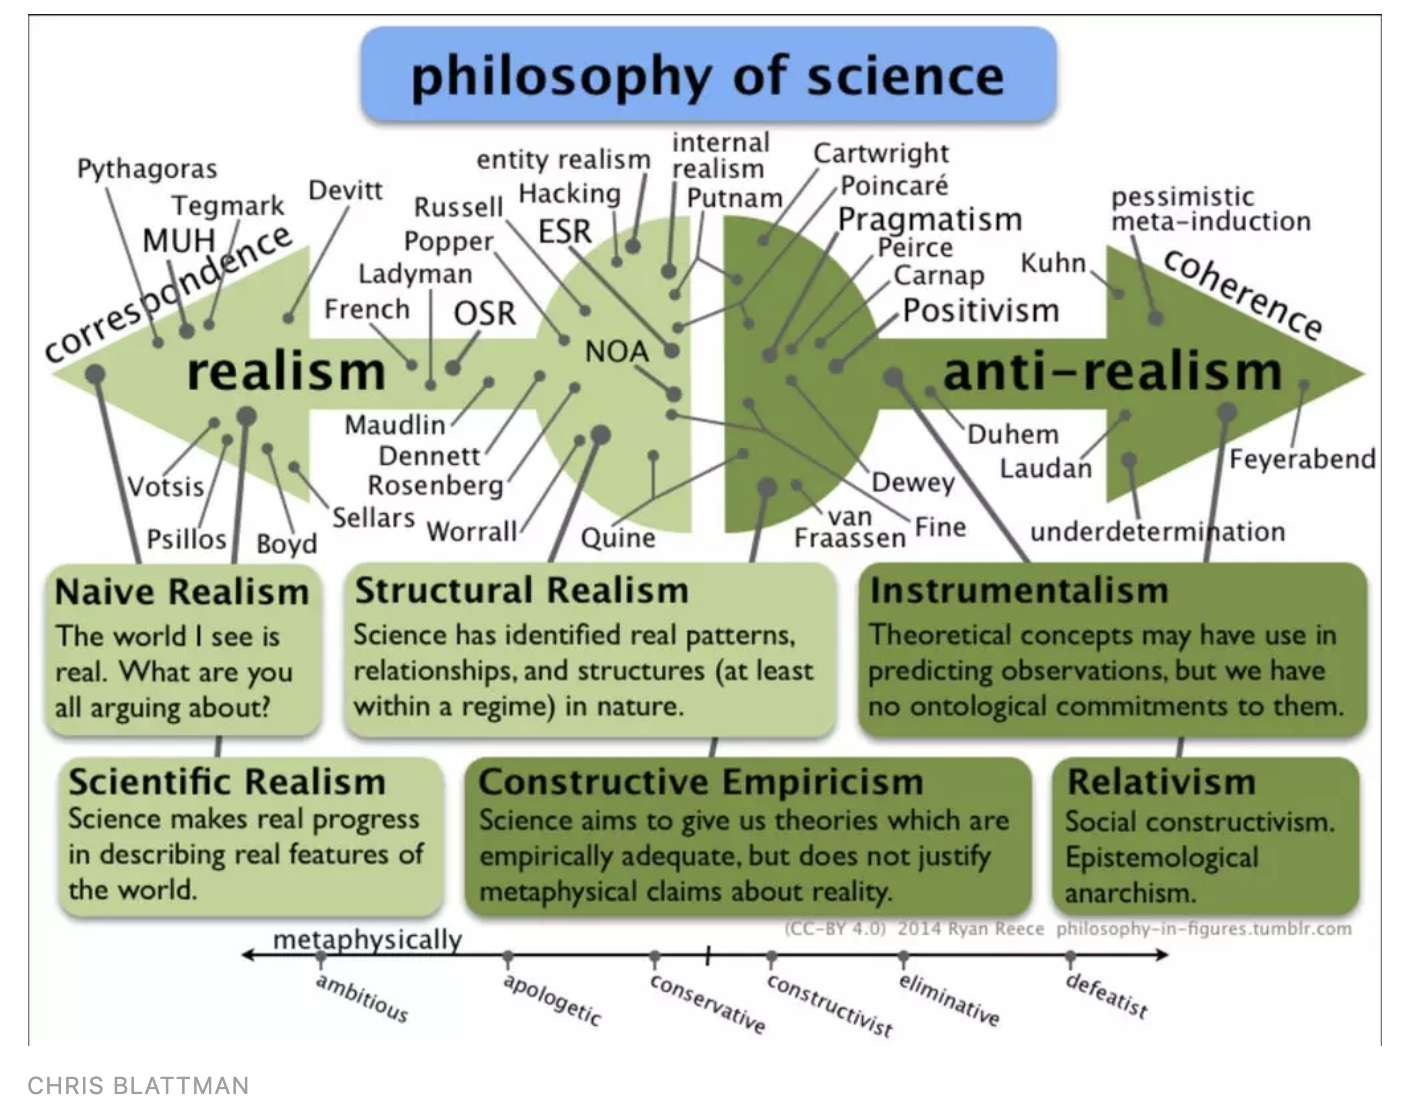 philosophy of science
Pythagoras
Tegmark
MUH
correspondence
Devitt
Russell
Popper
Ladyman
French
OSR
entity realism
Hacking
ESR
internal
realism
Putnam
Cartwright
Poincaré
Pragmatism
Peirce
Carnap
Positivism
Kuhn
pessimistic
meta-induction
coherence
NOA
realism
anti-realism
Votsis
Psillos
Boyd
Sellars
Maudlin
Dennett
Rosenberg
Worrall
Quine
van
Fraassen
Fine
Dewey
Duhem
Laudan
underdetermination
Feyerabend
Naive Realism
The world I see is
real. What are you
all arguing about?
Structural Realism
Science has identified real patterns,
relationships, and structures (at least
within a regime) in nature.
Instrumentalism
Theoretical concepts may have use in
predicting observations, but we have
no ontological commitments to them.
Scientific Realism
Science makes real progress
in describing real features of
the world.
Constructive Empiricism
Science aims to give us theories which are
empirically adequate, but does not justify
metaphysical claims about reality.
Relativism
Social constructivism.
Epistemological
anarchism.
(CC-BY 4.0) 2014 Ryan Reece philosophy-in-figures.tumblr.com
metaphysically
ambitious
apologetic
conservative
constructivist
eliminative
defeatist
CHRIS BLATTMAN